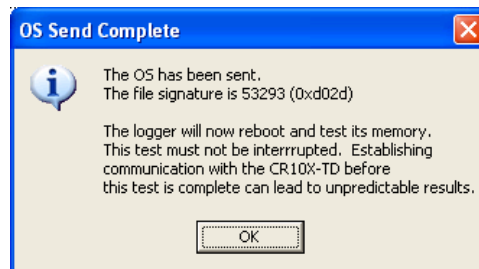 OS Send Complete
The OS has been sent.
The file signature is 53293 (0xd02d)
The logger will now reboot and test its memory.
This test must not be interrrupted.  Establishing
communication with the CR10X-TD before
this test is complete can lead to unpredictable results.
OK